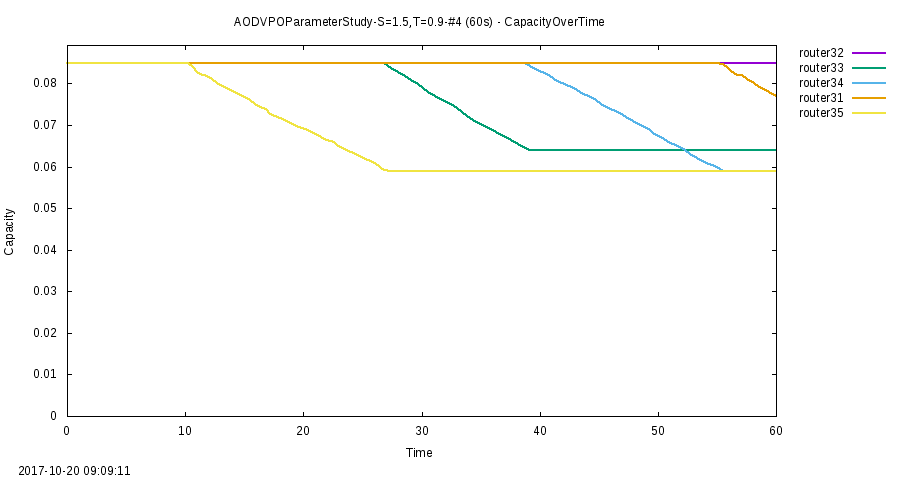 AODVPOParameterStudy-S=1.5,T=0.9-#4 (60s) - CapacityOverTime
router32
router33
router34
router31
router35
0.08
0.07
0.06
0.05
0.04
0.03
0.02
0.01
0
Capacity
0 10 20 30 40 50 60
Time
2017-10-20 09:09:11